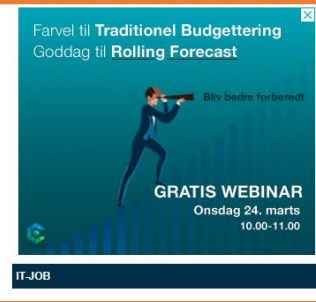 Farvel til Traditionel Budgettering
Goddag til Rolling Forecast
Bliv bedre forberedt
GRATIS WEBINAR
Onsdag 24. marts
10.00-11.00
IT-JOB